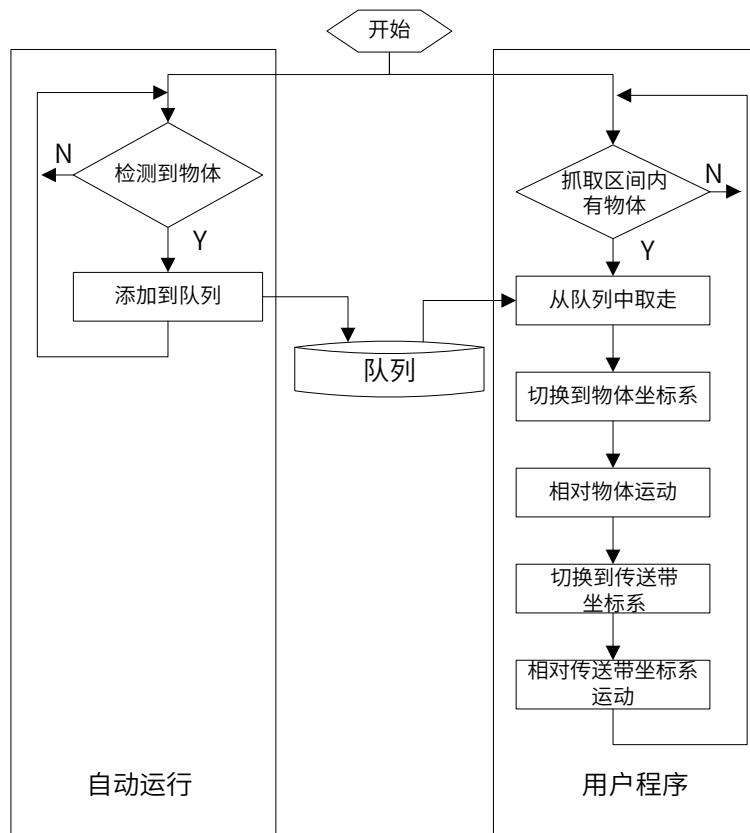 开始
检测到物体
N
Y
添加到队列
自动运行
队列
抓取区间内
有物体
N
Y
从队列中取走
切换到物体坐标系
相对物体运动
切换到传送带
坐标系
相对传送带坐标系
运动
用户程序